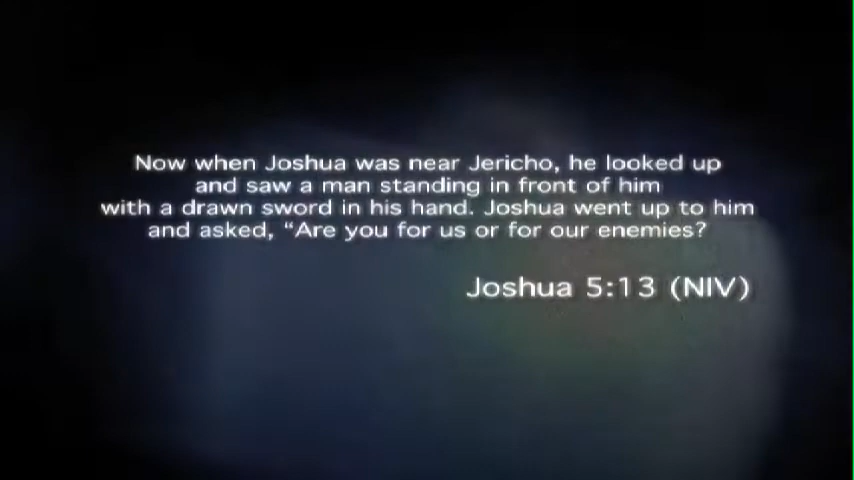 Now when Joshua was near Jericho, he looked up
and saw a man standing in front of him
with a drawn sword in his hand. Joshua went up to him
and asked, “Are you for us or for our enemies?
Joshua 5:13 (NIV)